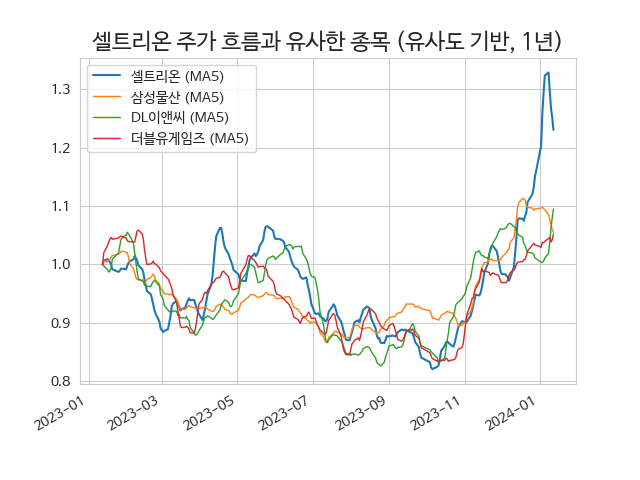 셀트리온 주가 흐름과 유사한 종목 (유사도 기반, 1년)
셀트리온 (MA5)
삼성물산 (MA5)
DL이앤씨 (MA5)
더블유게임즈 (MA5)
1.3
1.2
1.1
1.0
0.9
0.8
2023-01
2023-03
2023-05
2023-07
2023-09
2023-11
2024-01